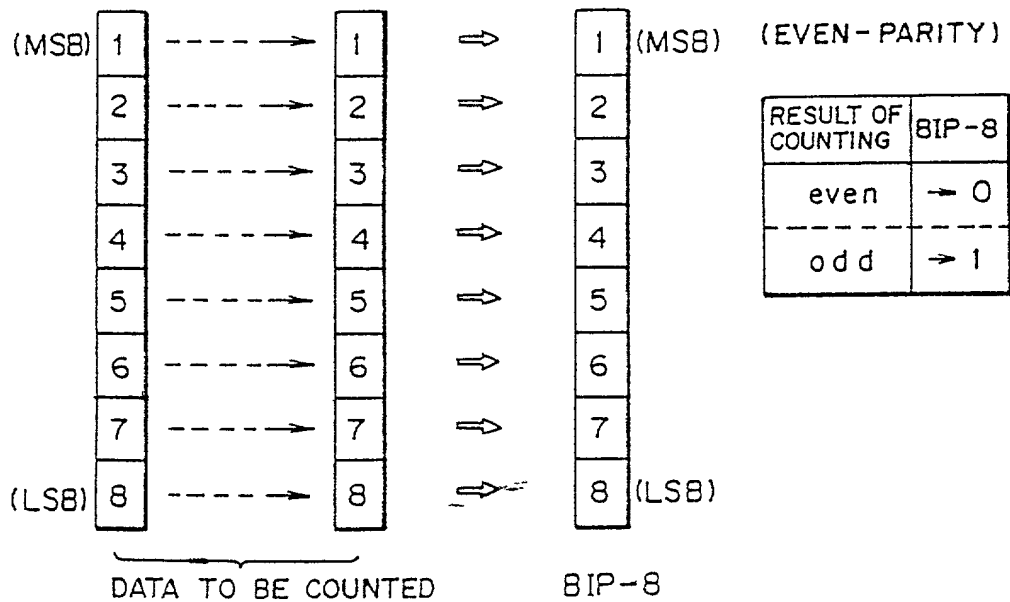 (MSB) 1 1 1 (MSB) (EVEN-PARITY)
2 2 2
RESULT OF COUNTING BIP-8
3 3 3
even → 0
4 4 4
odd → 1
5 5 5
6 6 6
7 7 7
(LSB) 8 8 8 (LSB)
DATA TO BE COUNTED BIP-8